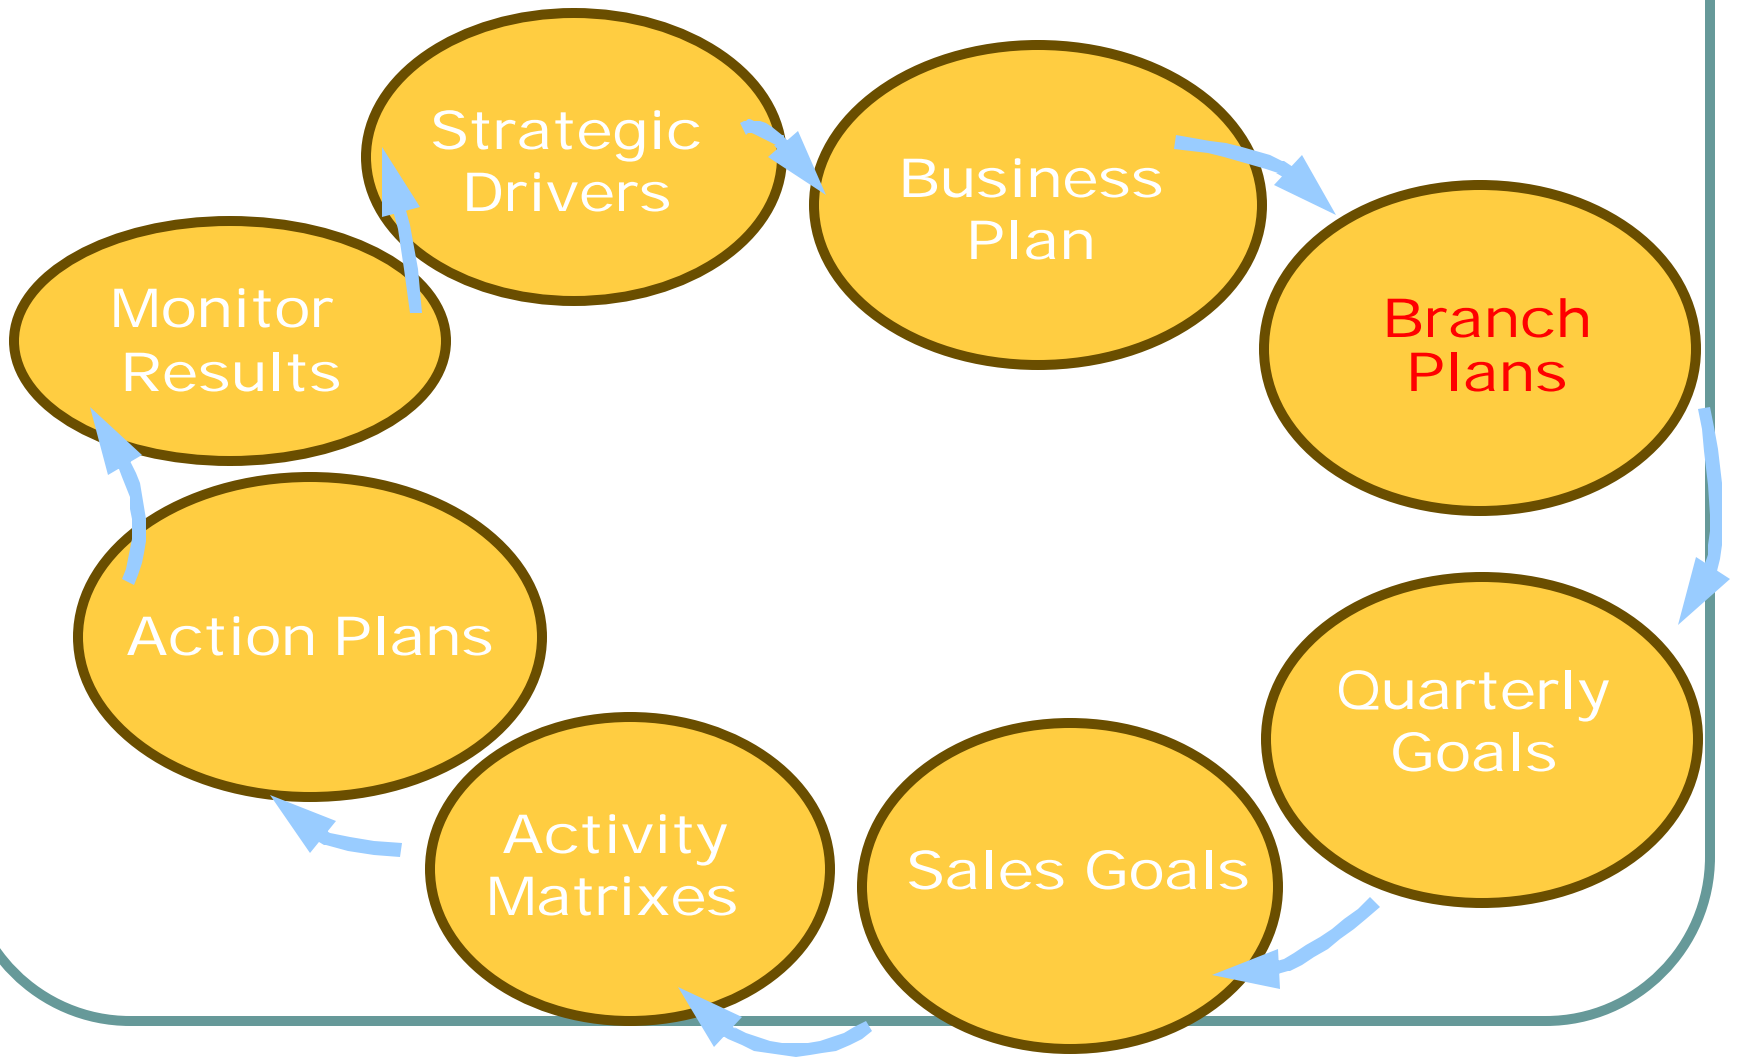 Strategic
Drivers
Business
Plan
Branch
Plans
Quarterly
Goals
Sales Goals
Activity
Matrixes
Action Plans
Monitor
Results